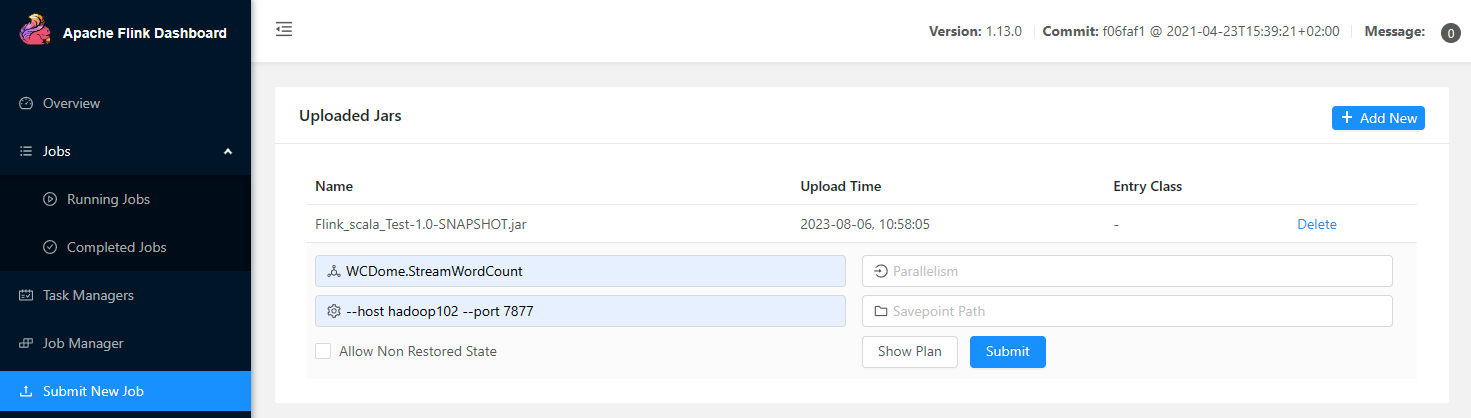 Apache Flink Dashboard
Version: 1.13.0 Commit: f06faf1 @ 2021-04-23T15:39:21+02:00 Message: 0
Overview
Jobs
Running Jobs
Completed Jobs
Task Managers
Job Manager
Submit New Job
Uploaded Jars
+ Add New
Name Upload Time Entry Class
Flink_scala_Test-1.0-SNAPSHOT.jar 2023-08-06, 10:58:05 - Delete
WCDome.StreamWordCount Parallelism
--host hadoop102 --port 7877 Savepoint Path
Allow Non Restored State Show Plan Submit